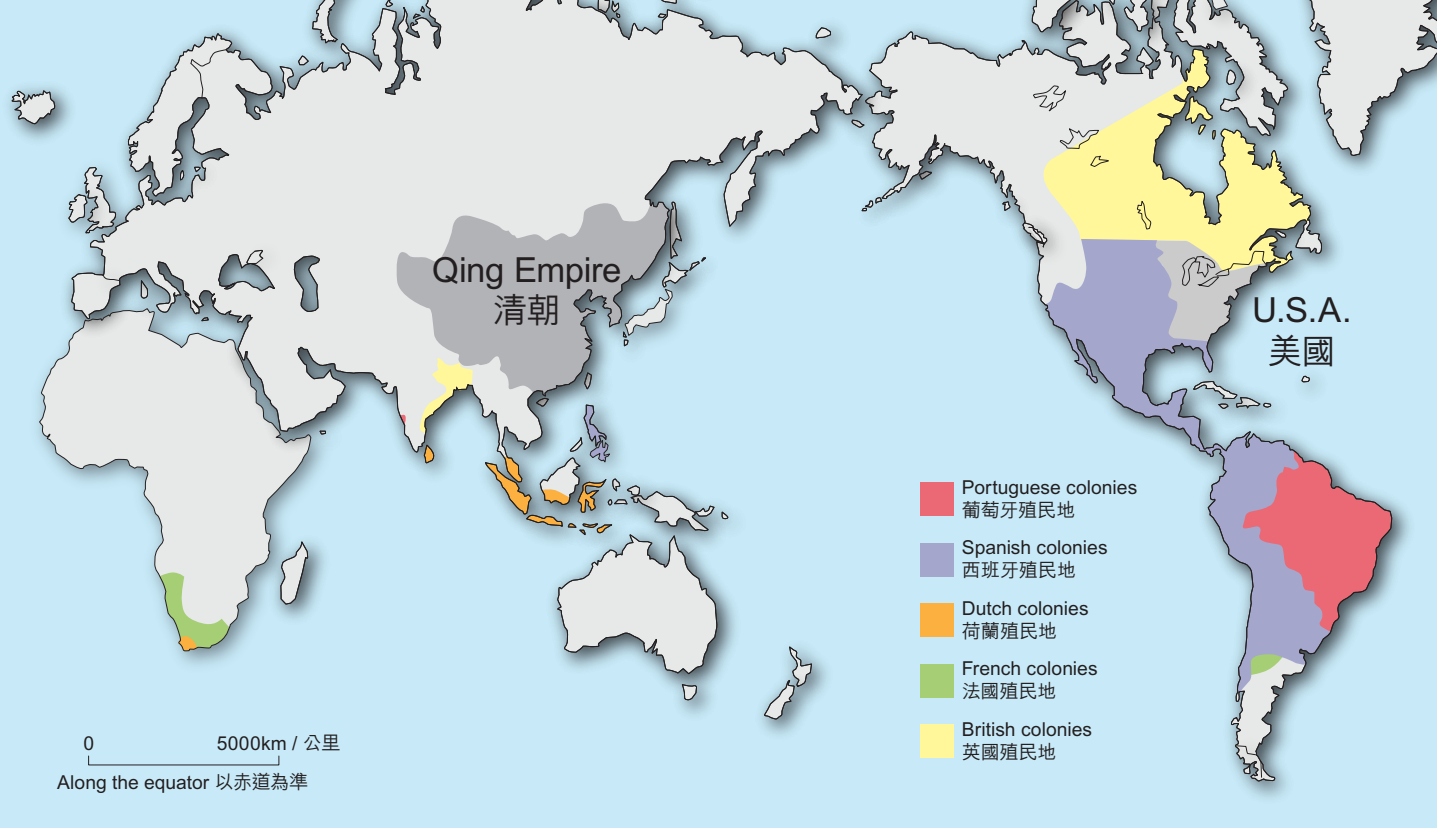 Qing Empire
清朝
U.S.A.
美國
Portuguese colonies
葡萄牙殖民地
Spanish colonies
西班牙殖民地
Dutch colonies
荷蘭殖民地
French colonies
法國殖民地
British colonies
英國殖民地
0 5000km / 公里
Along the equator 以赤道為準